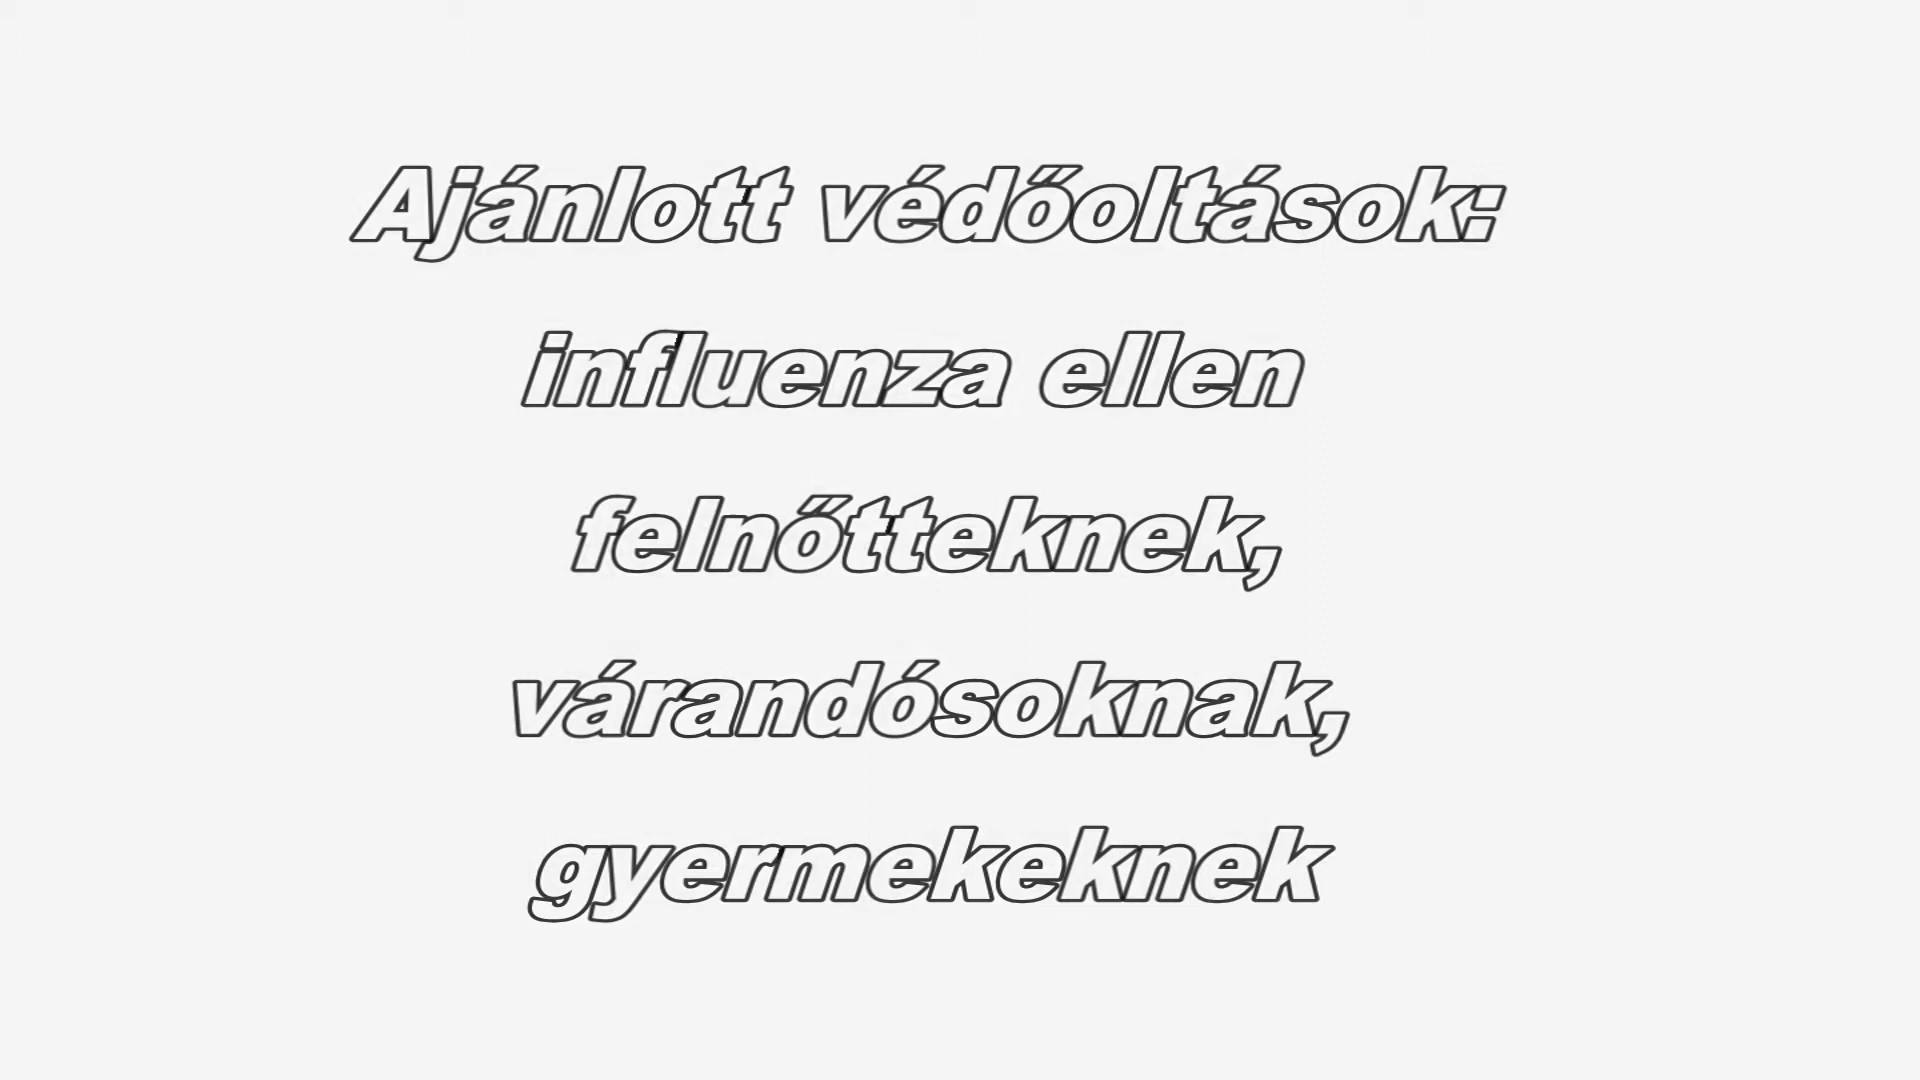 Ajánlott védőoltások:
influenza ellen
felnőtteknek,
várandósoknak,
gyermekeknek